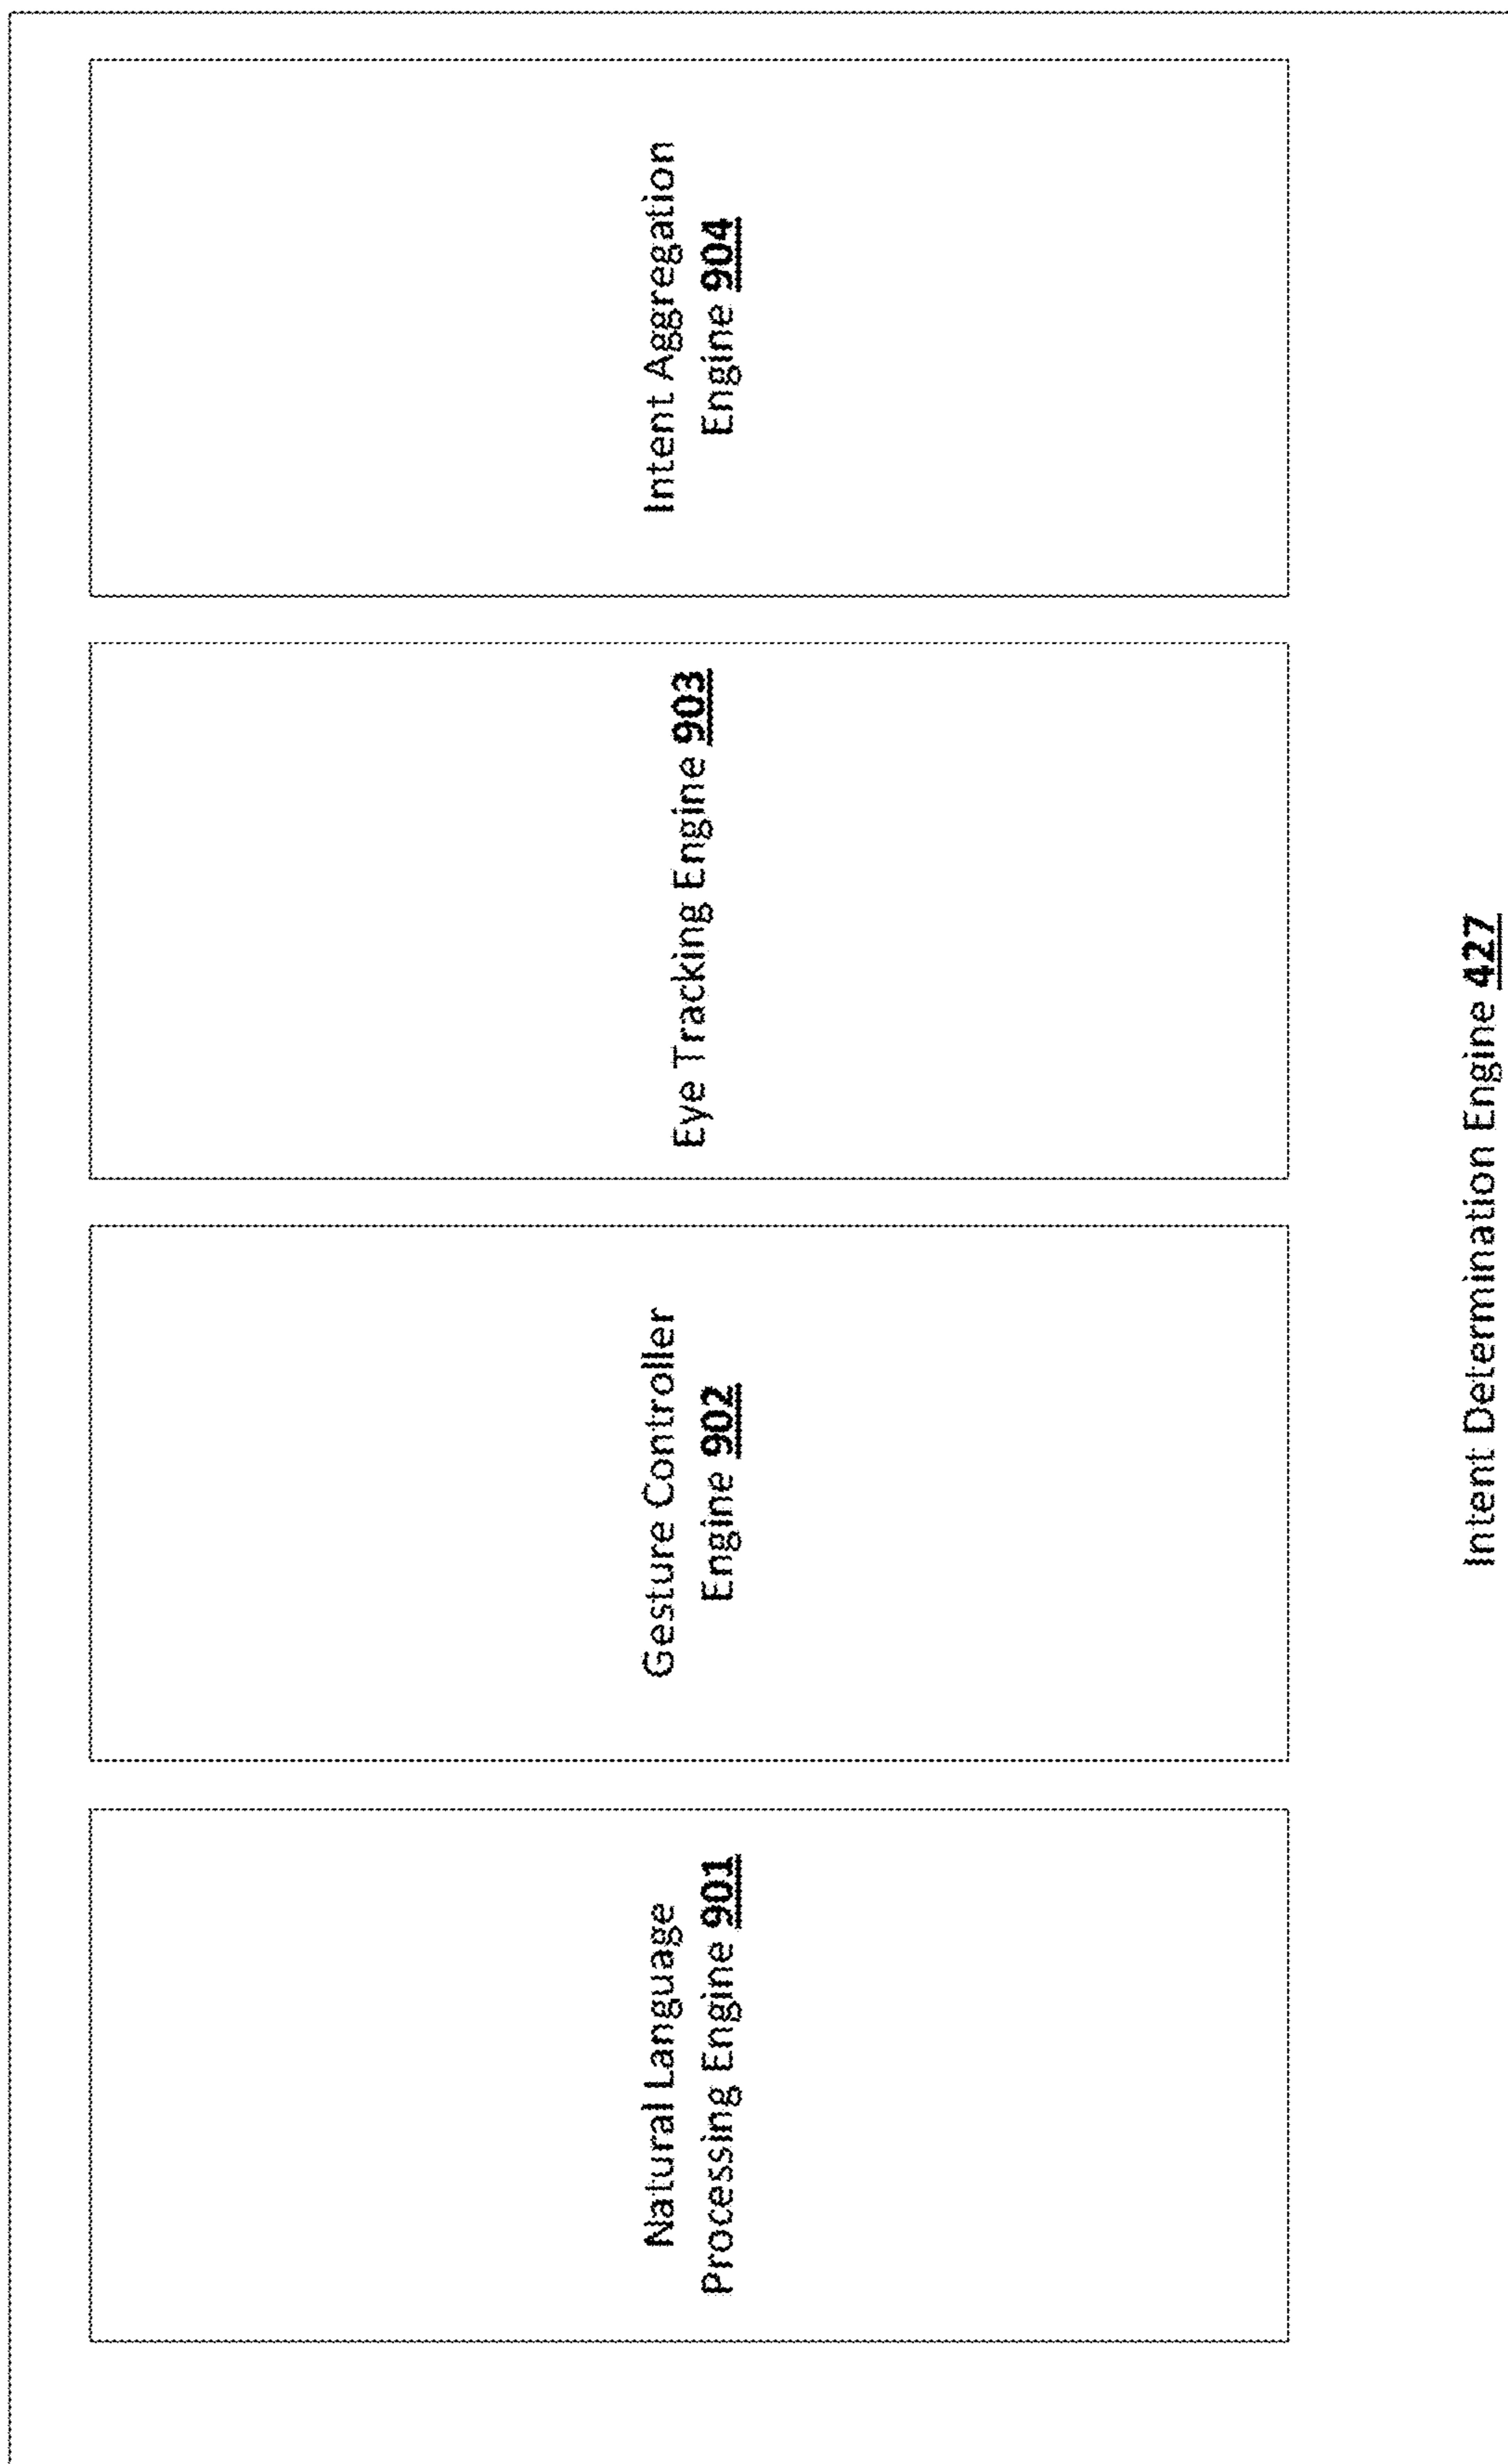 Natural Language
Processing Engine 901
Gesture Controller
Engine 902
Eye Tracking Engine 903
Intent Aggregation
Engine 904
Intent Determination Engine 427